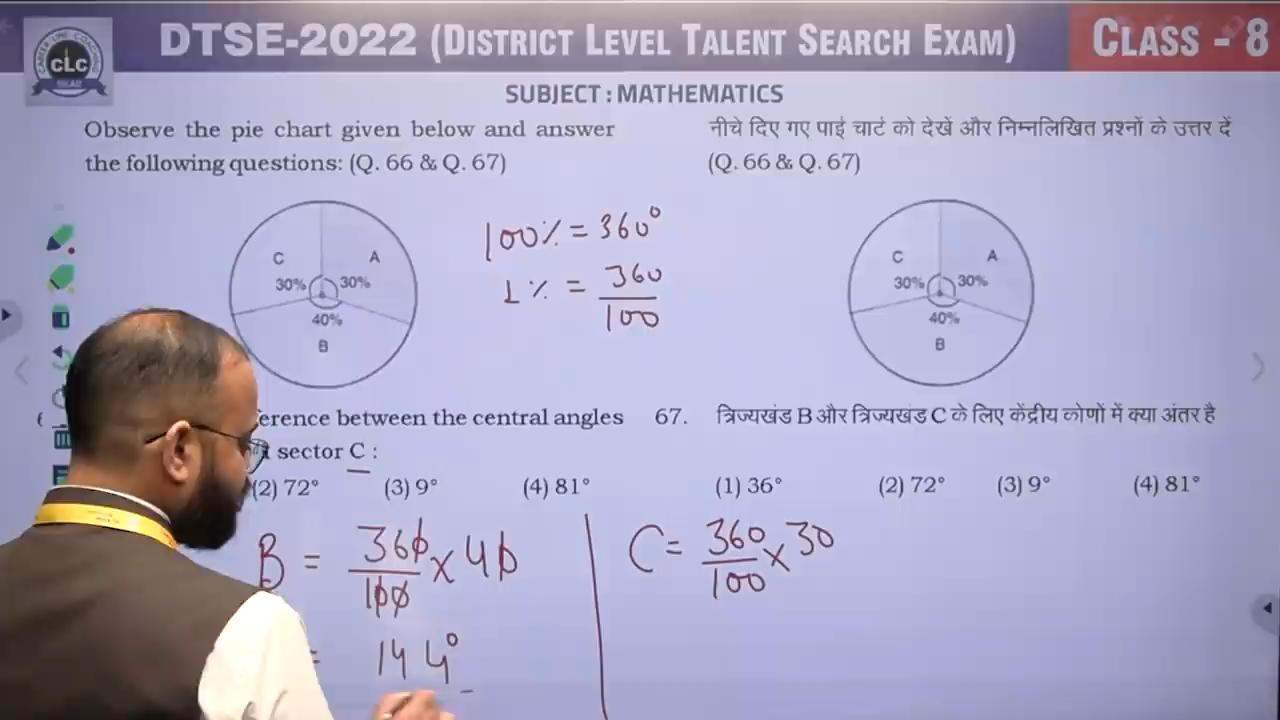 DTSE-2022 (DISTRICT LEVEL TALENT SEARCH EXAM)
CLASS - 8
cLc
SUBJECT : MATHEMATICS
Observe the pie chart given below and answer
the following questions: (Q. 66 & Q. 67)
C
A
30%
30%
40%
B
100% = 360°
1% = 360/100
erence between the central angles
sector C :
(2) 72° (3) 9° (4) 81°
B = 360/100 × 40
= 144°
नीचे दिए गए पाई चार्ट को देखें और निम्नलिखित प्रश्नों के उत्तर दें
(Q. 66 & Q. 67)
C
A
30%
30%
40%
B
67. त्रिज्यखंड B और त्रिज्यखंड C के लिए केंद्रीय कोणों में क्या अंतर है
(1) 36° (2) 72° (3) 9° (4) 81°
C = 360/100 × 30